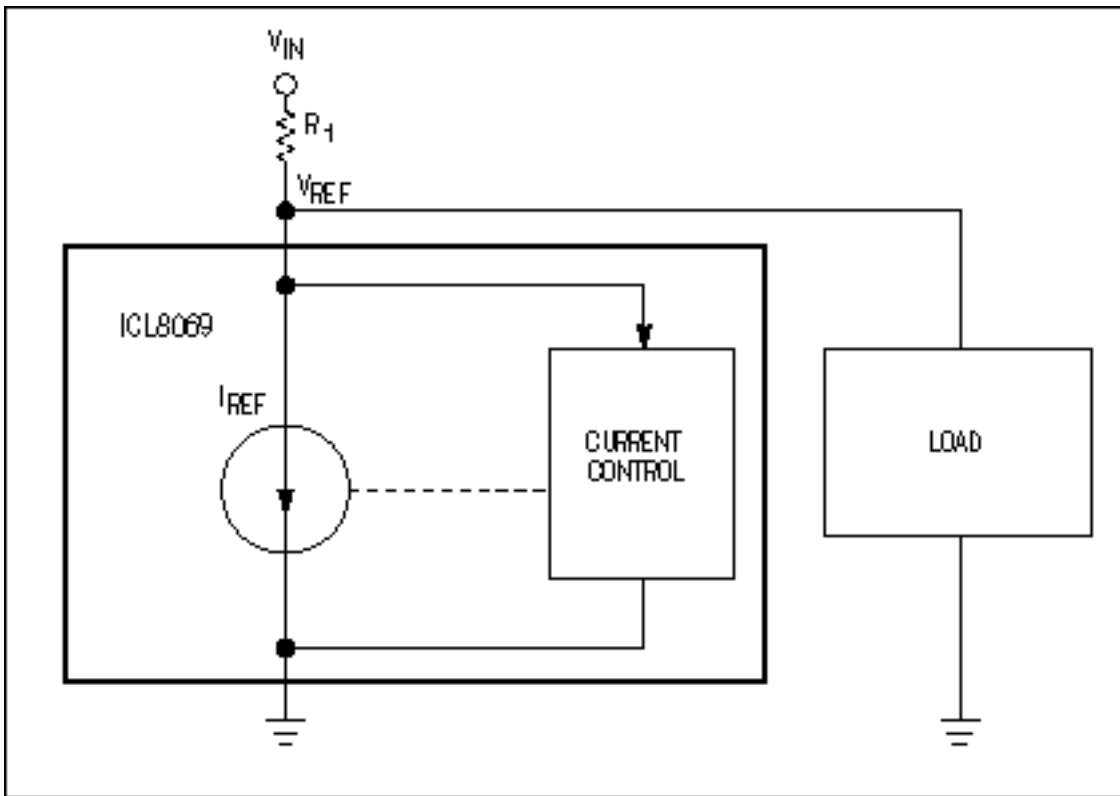 VIN
R1
VREF
ICL8069
IREF
CURRENT
CONTROL
LOAD